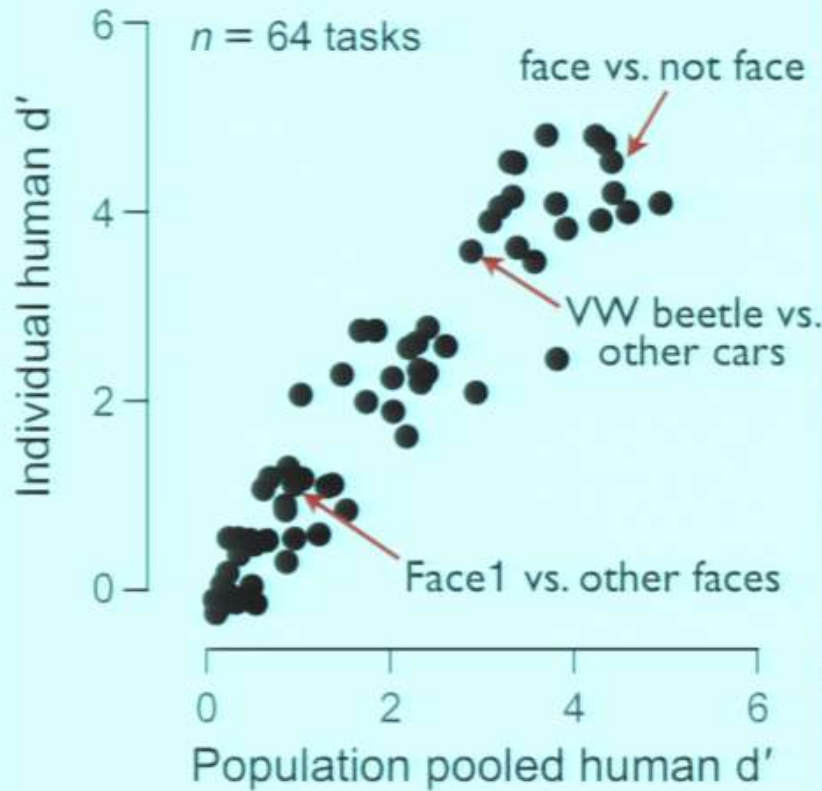 6
n = 64 tasks
face vs. not face
4
VW beetle vs.
other cars
2
Face1 vs. other faces
0
Individual human d′
0 2 4 6
Population pooled human d′